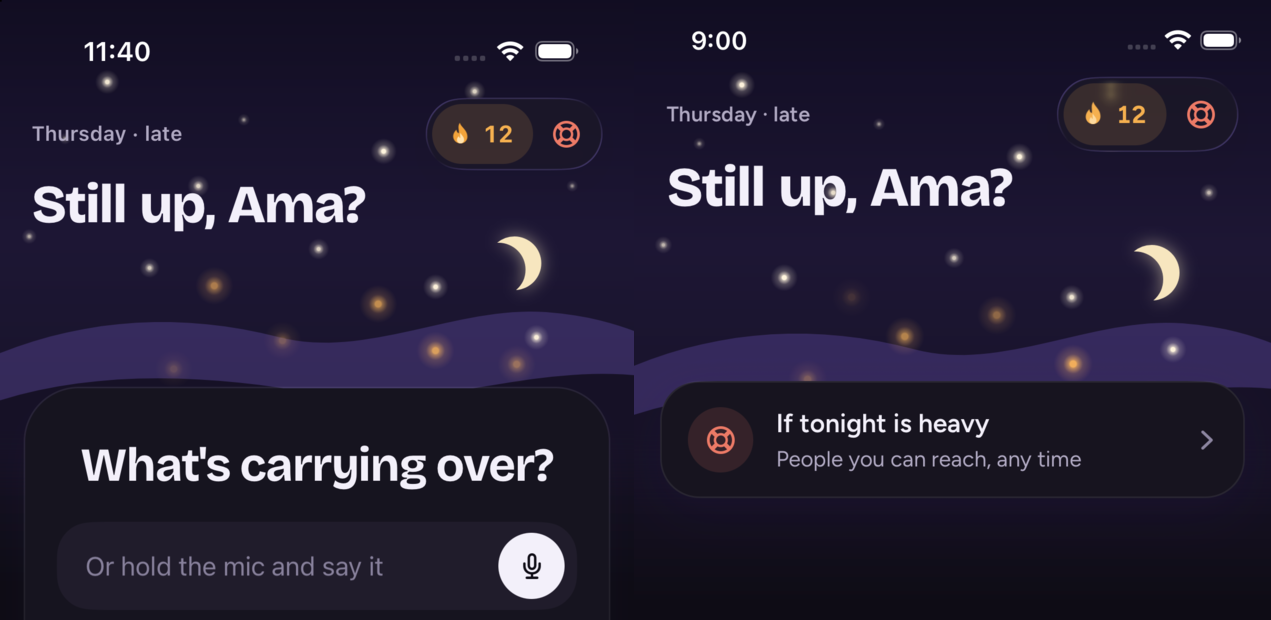 11:40
Thursday · late
12
Still up, Ama?
What's carrying over?
Or hold the mic and say it
9:00
Thursday · late
12
Still up, Ama?
If tonight is heavy
People you can reach, any time